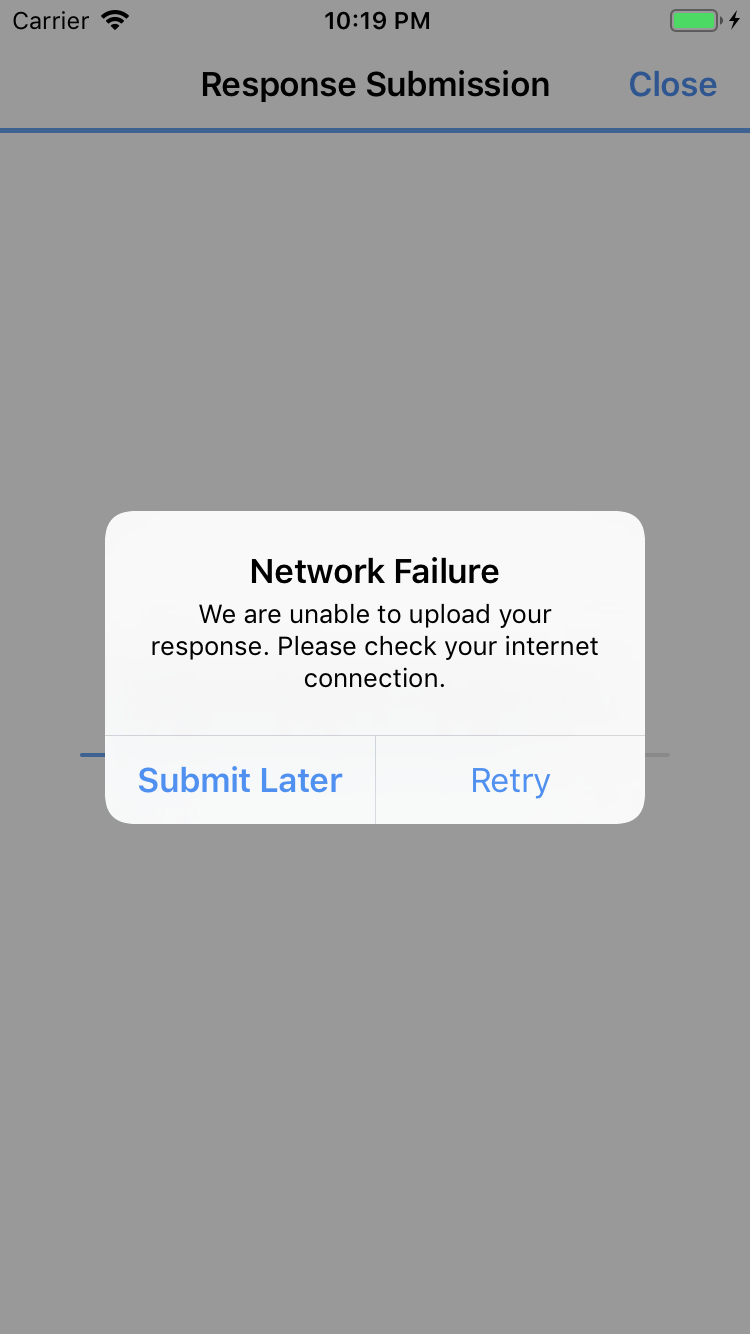 Carrier 10:19 PM
Response Submission Close
Network Failure
We are unable to upload your
response. Please check your internet
connection.
Submit Later Retry